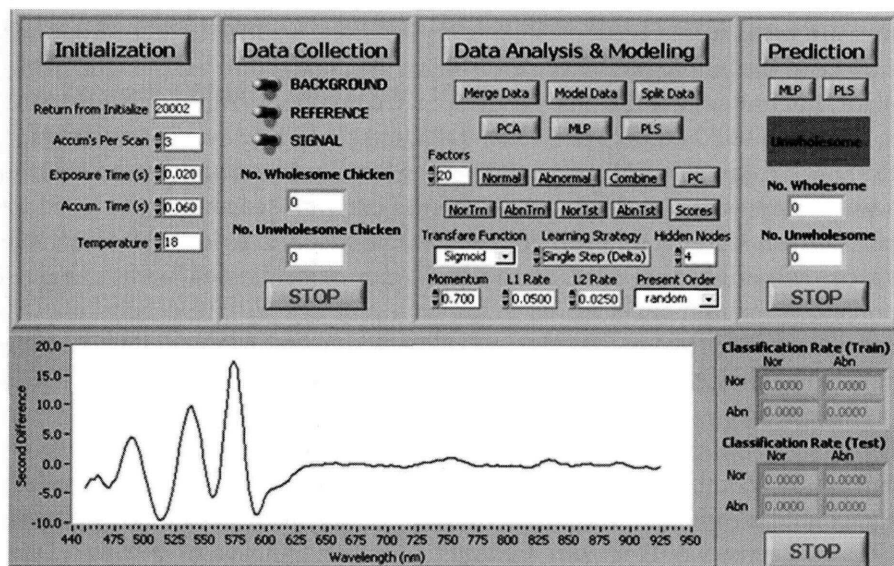 Initialization
Return from Initialize 20002
Accum's Per Scan 3
Exposure Time (s) 0.020
Accum. Time (s) 0.060
Temperature 18
Data Collection
BACKGROUND
REFERENCE
SIGNAL
No. Wholesome Chicken
0
No. Unwholesome Chicken
0
STOP
Data Analysis & Modeling
Merge Data Model Data Split Data
PCA MLP PLS
Factors
20 Normal Abnormal Combine PC
NorTrn AbnTrn NorTst AbnTst Scores
Transfare Function Learning Strategy Hidden Nodes
Sigmoid Single Step (Delta) 4
Momentum L1 Rate L2 Rate Present Order
0.700 0.0500 0.0250 random
Prediction
MLP PLS
Unwholesome
No. Wholesome
0
No. Unwholesome
0
STOP
Second Difference
20.0
15.0
10.0
5.0
0.0
-5.0
-10.0
440 475 500 525 550 575 600 625 650 675 700 725 750 775 800 825 850 875 900 950
Wavelength (nm)
Classification Rate (Train)
Nor Abn
Nor 0.0000 0.0000
Abn 0.0000 0.0000
Classification Rate (Test)
Nor Abn
Nor 0.0000 0.0000
Abn 0.0000 0.0000
STOP